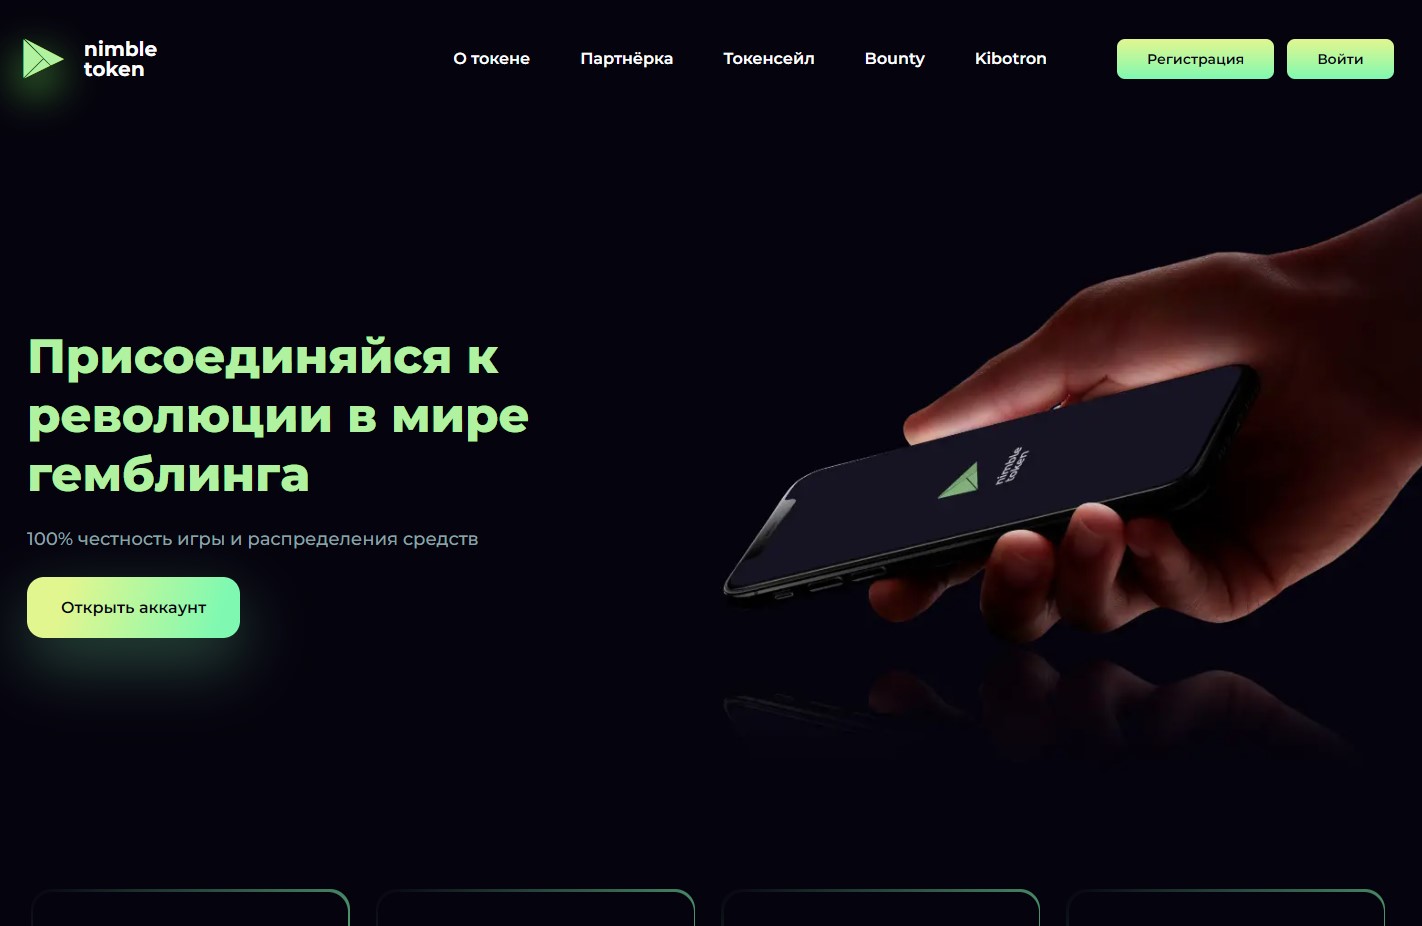 nimble
token
О токене
Партнёрка
Токенсейл
Bounty
Kibotron
Регистрация
Войти
Присоединяйся к
революции в мире
гемблинга
100% честность игры и распределения средств
Открыть аккаунт
nimble
token